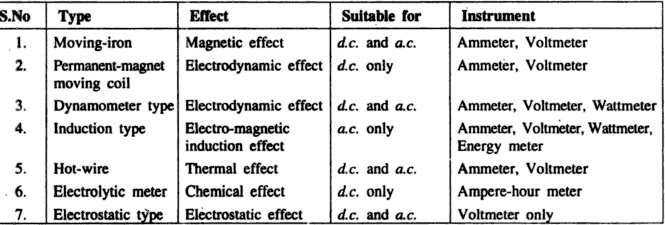 S.No Type Effect Suitable for Instrument
1. Moving-iron Magnetic effect d.c. and a.c. Ammeter, Voltmeter
2. Permanent-magnet Electrodynamic effect d.c. only Ammeter, Voltmeter
moving coil
3. Dynamometer type Electrodynamic effect d.c. and a.c. Ammeter, Voltmeter, Wattmeter
4. Induction type Electro-magnetic a.c. only Ammeter, Voltmeter, Wattmeter,
induction effect Energy meter
5. Hot-wire Thermal effect d.c. and a.c. Ammeter, Voltmeter
6. Electrolytic meter Chemical effect d.c. only Ampere-hour meter
7. Electrostatic type Electrostatic effect d.c. and a.c. Voltmeter only